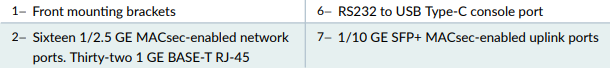 1– Front mounting brackets
6– RS232 to USB Type-C console port
2– Sixteen 1/2.5 GE MACsec-enabled network
ports. Thirty-two 1 GE BASE-T RJ-45
7– 1/10 GE SFP+ MACsec-enabled uplink ports